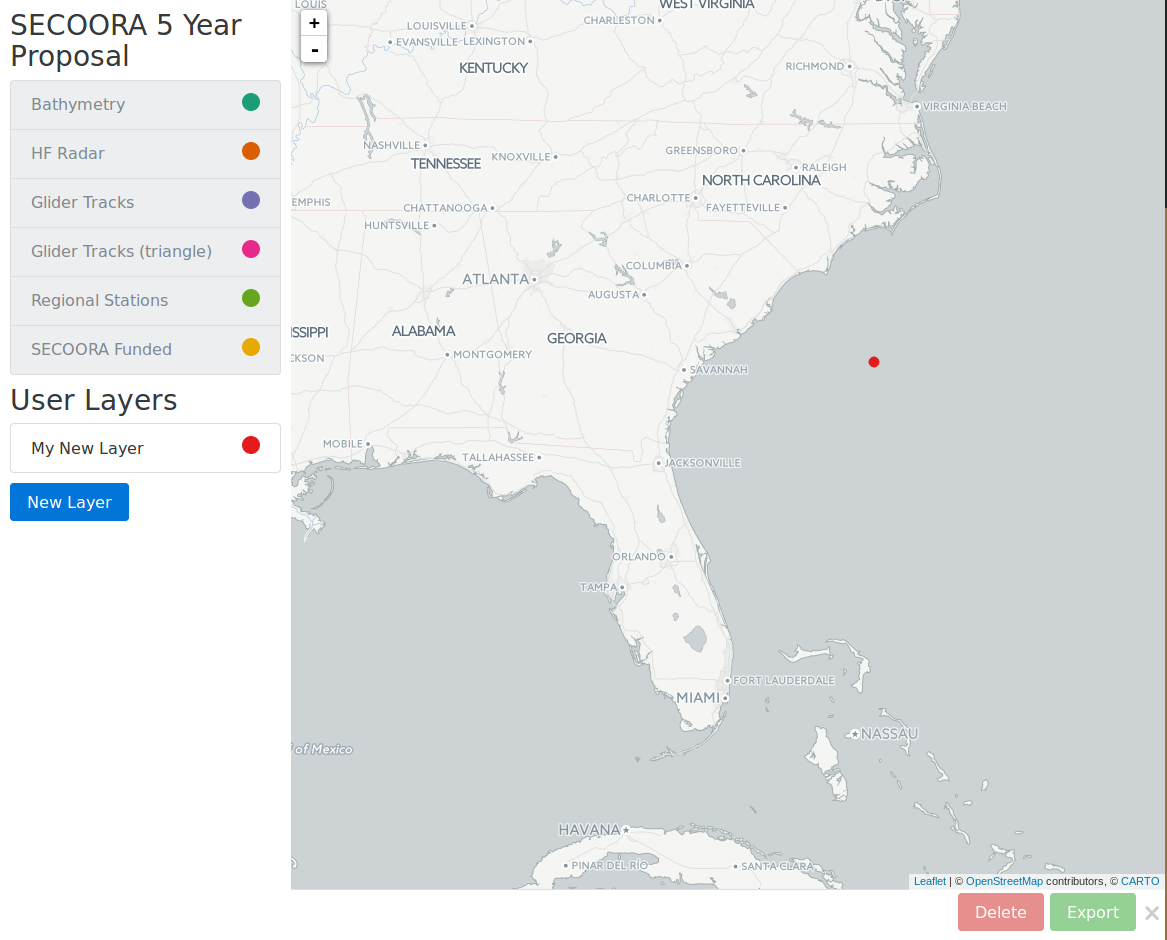 SECOORA 5 Year
Proposal
Bathymetry
HF Radar
Glider Tracks
Glider Tracks (triangle)
Regional Stations
SECOORA Funded
User Layers
My New Layer
New Layer
+
-
LOUIS
WEST VIRGINIA
CHARLESTON
LOUISVILLE
EVANSVILLE
LEXINGTON
KENTUCKY
RICHMOND
VIRGINIA BEACH
NASHVILLE
TENNESSEE
KNOXVILLE
GREENSBORO
RALEIGH
NORTH CAROLINA
EMPHIS
CHATTANOOGA
CHARLOTTE
FAYETTEVILLE
HUNTSVILLE
ATLANTA
COLUMBIA
AUGUSTA
ISSIPPI
ALABAMA
GEORGIA
CKSON
MONTGOMERY
SAVANNAH
MOBILE
TALLAHASSEE
JACKSONVILLE
ORLANDO
TAMPA
FORT LAUDERDALE
MIAMI
NASSAU
of Mexico
HAVANA
PINAR DEL RÍO
SANTA CLARA
Leaflet | © OpenStreetMap contributors, © CARTO
Delete
Export
×